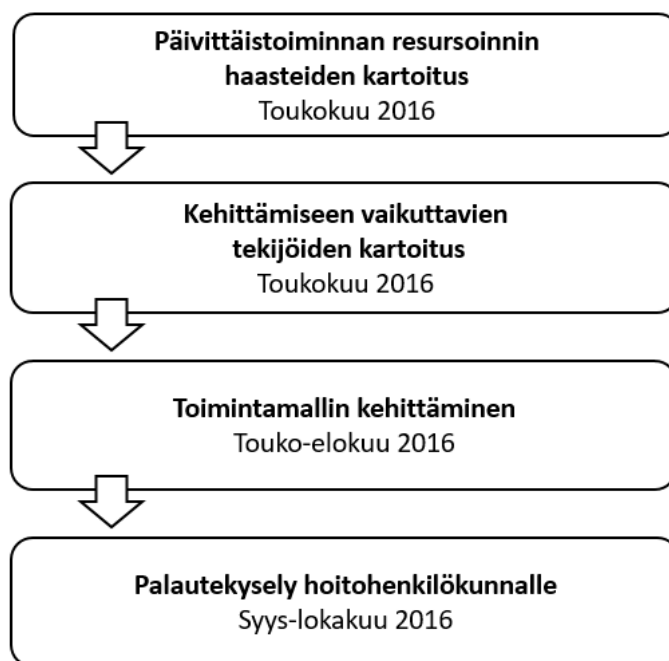 Päivittäistoiminnan resursoinnin
haasteiden kartoitus
Toukokuu 2016
Kehittämiseen vaikuttavien
tekijöiden kartoitus
Toukokuu 2016
Toimintamallin kehittäminen
Touko-elokuu 2016
Palautekysely hoitohenkilökunnalle
Syys-lokakuu 2016